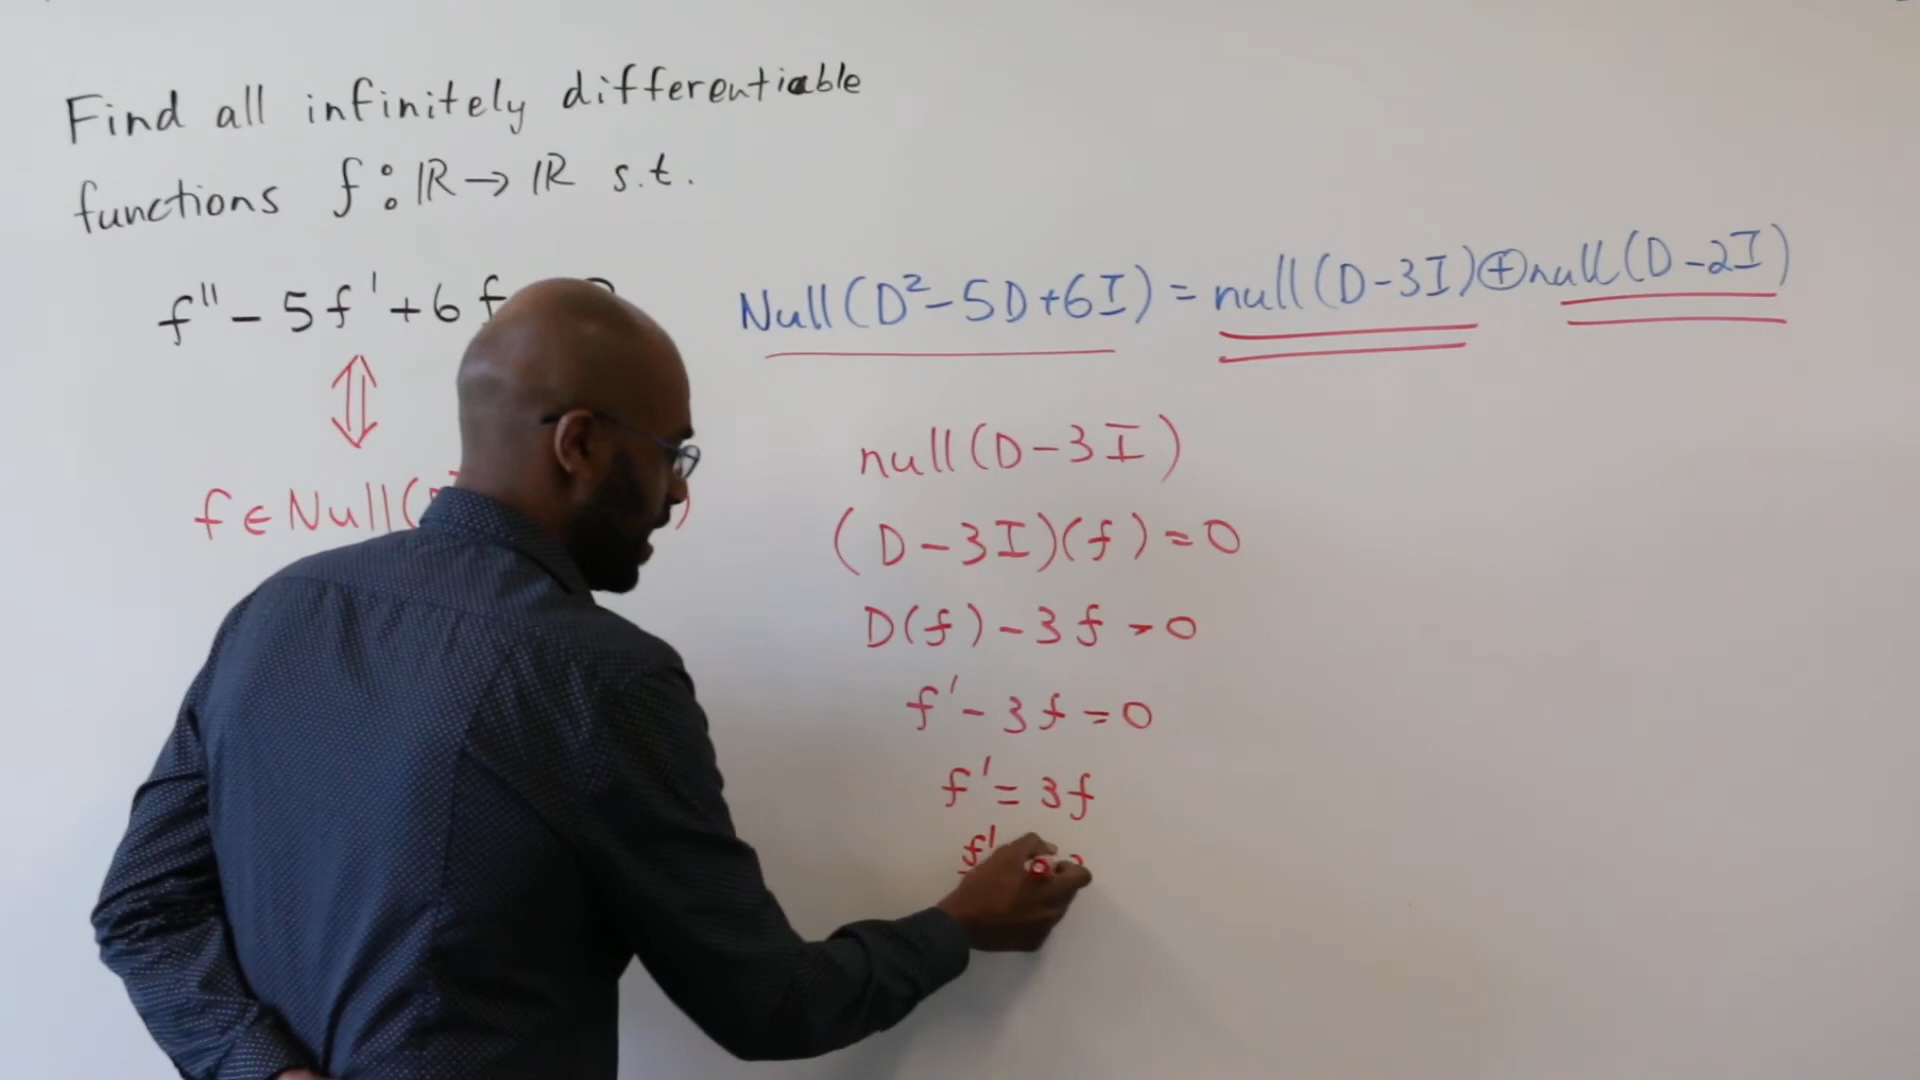 Find all infinitely differentiable
functions f : ℝ → ℝ s.t.
f'' - 5f' + 6f
f ∈ Null(
Null(D² - 5D + 6I) = null(D - 3I) ⊕ null(D - 2I)
null(D - 3I)
(D - 3I)(f) = 0
D(f) - 3f = 0
f' - 3f = 0
f' = 3f
f'